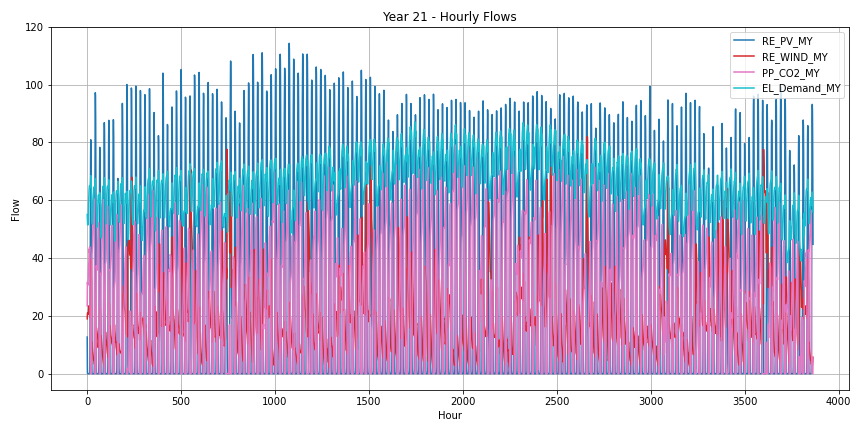 Year 21 - Hourly Flows
120
100
80
60
40
20
0
Flow
RE_PV_MY
RE_WIND_MY
PP_CO2_MY
EL_Demand_MY
0 500 1000 1500 2000 2500 3000 3500 4000
Hour